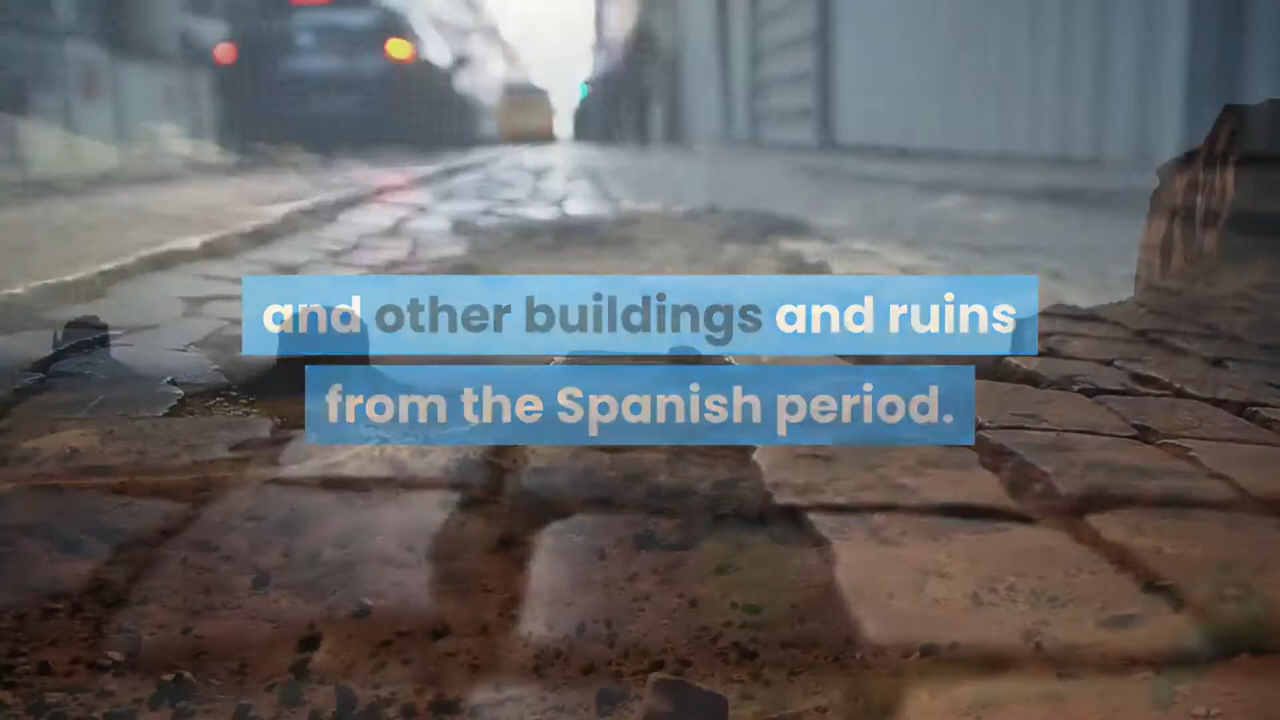 and other buildings and ruins
from the Spanish period.